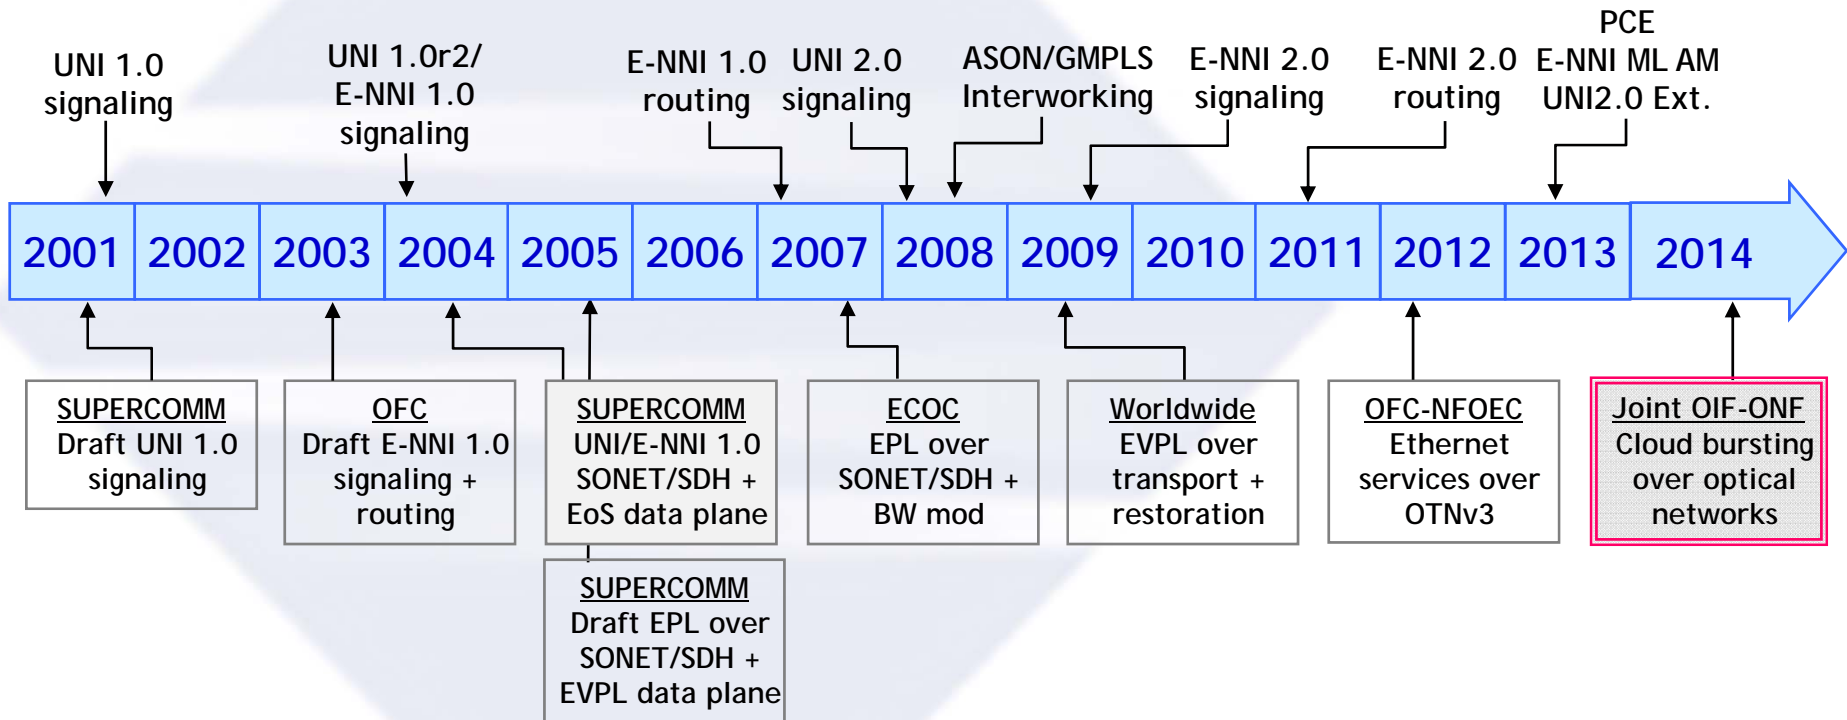 UNI 1.0
signaling
UNI 1.0r2/
E-NNI 1.0
signaling
E-NNI 1.0
routing
UNI 2.0
signaling
ASON/GMPLS
Interworking
E-NNI 2.0
signaling
E-NNI 2.0
routing
PCE
E-NNI ML AM
UNI2.0 Ext.
2001
2002
2003
2004
2005
2006
2007
2008
2009
2010
2011
2012
2013
2014
SUPERCOMM
Draft UNI 1.0
signaling
OFC
Draft E-NNI 1.0
signaling +
routing
SUPERCOMM
UNI/E-NNI 1.0
SONET/SDH +
EoS data plane
SUPERCOMM
Draft EPL over
SONET/SDH +
EVPL data plane
ECOC
EPL over
SONET/SDH +
BW mod
Worldwide
EVPL over
transport +
restoration
OFC-NFOEC
Ethernet
services over
OTNv3
Joint OIF-ONF
Cloud bursting
over optical
networks